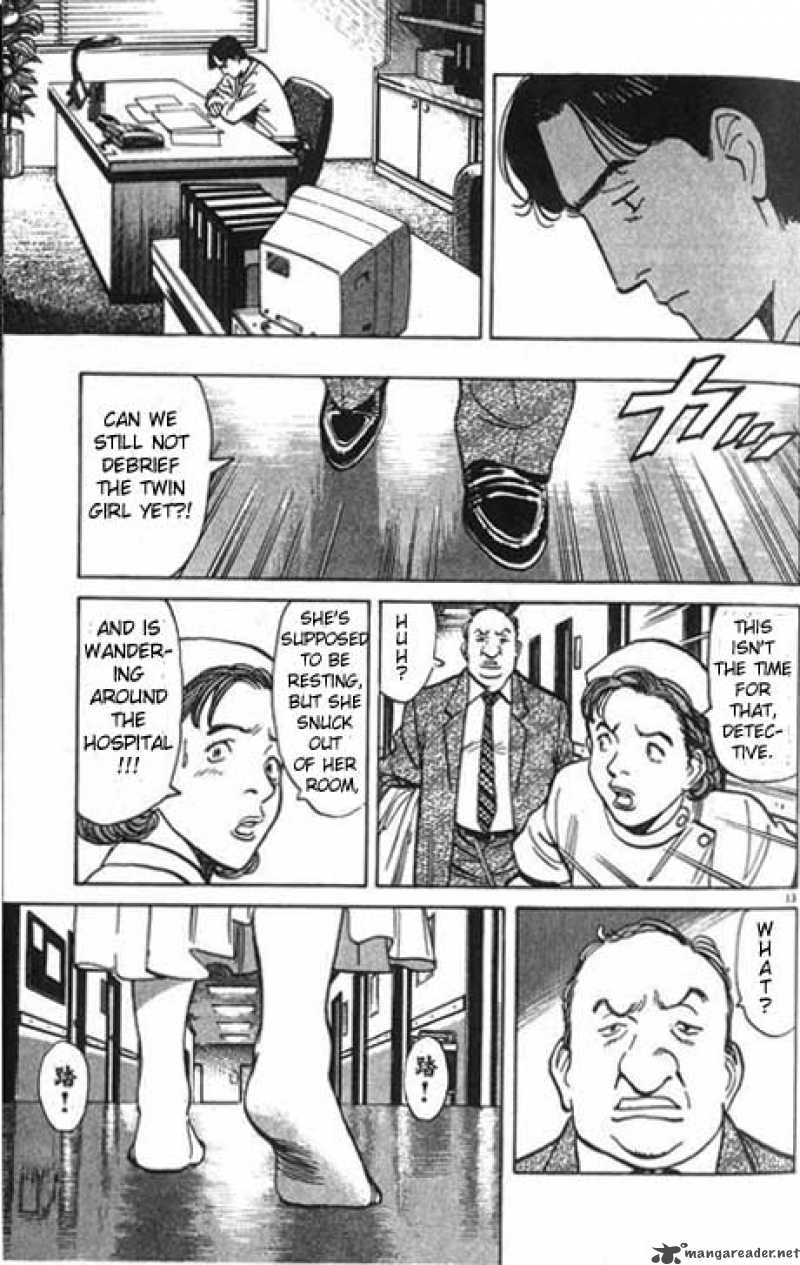 カッ
CAN WE
STILL NOT
DEBRIEF
THE TWIN
GIRL YET?!
THIS
ISN'T
THE TIME
FOR
THAT,
DETEC-
TIVE.
HUH?
SHE'S
SUPPOSED
TO BE
RESTING,
BUT SHE
SNUCK
OUT
OF HER
ROOM,
AND IS
WANDER-
ING
AROUND
THE
HOSPITAL
!!!
13
WHAT?
踏!
踏!
mangareader.net